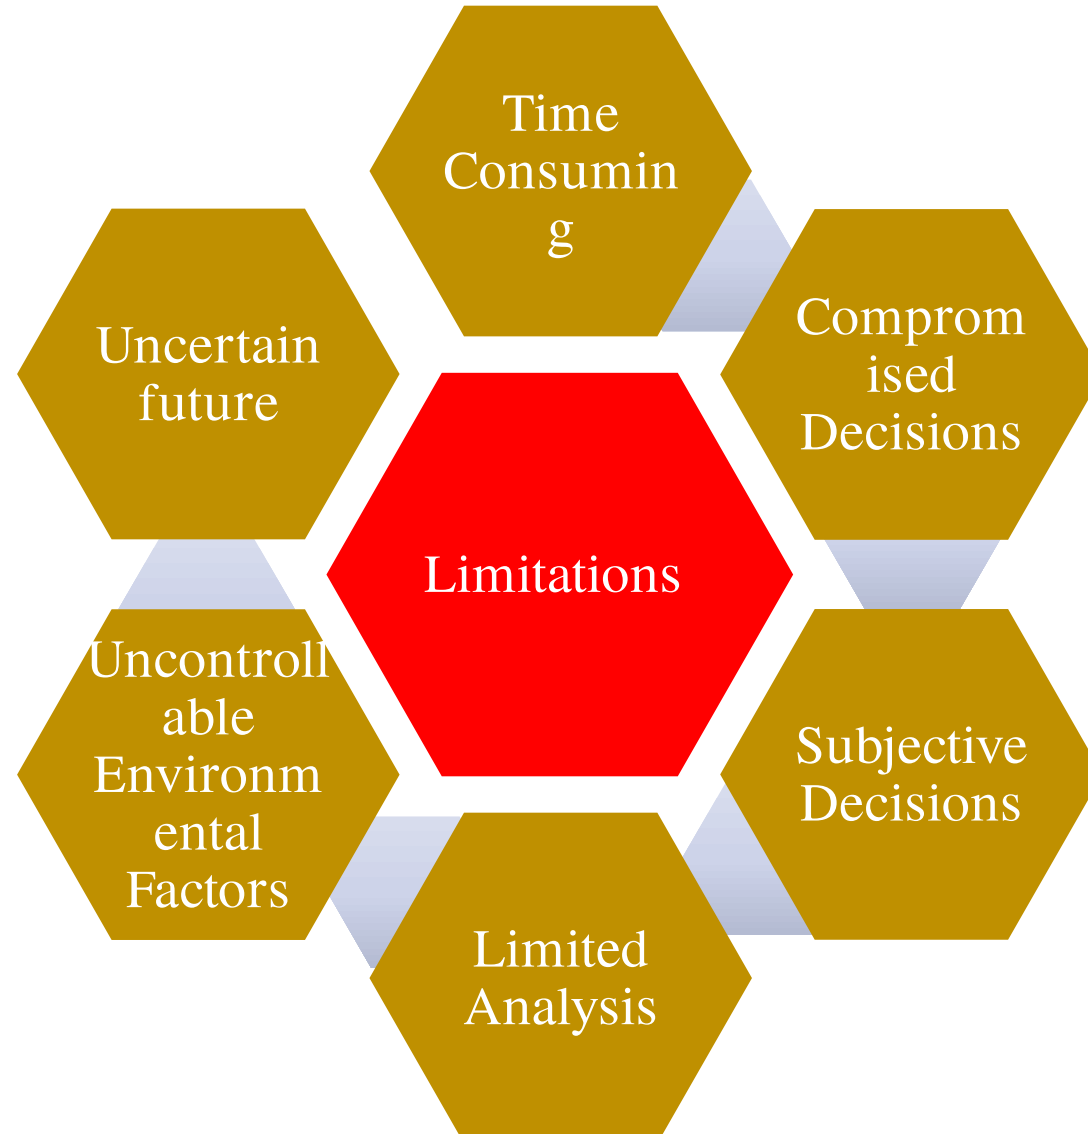 Time
Consumin
g
Comprom
ised
Decisions
Subjective
Decisions
Limited
Analysis
Uncontroll
able
Environm
ental
Factors
Uncertain
future
Limitations